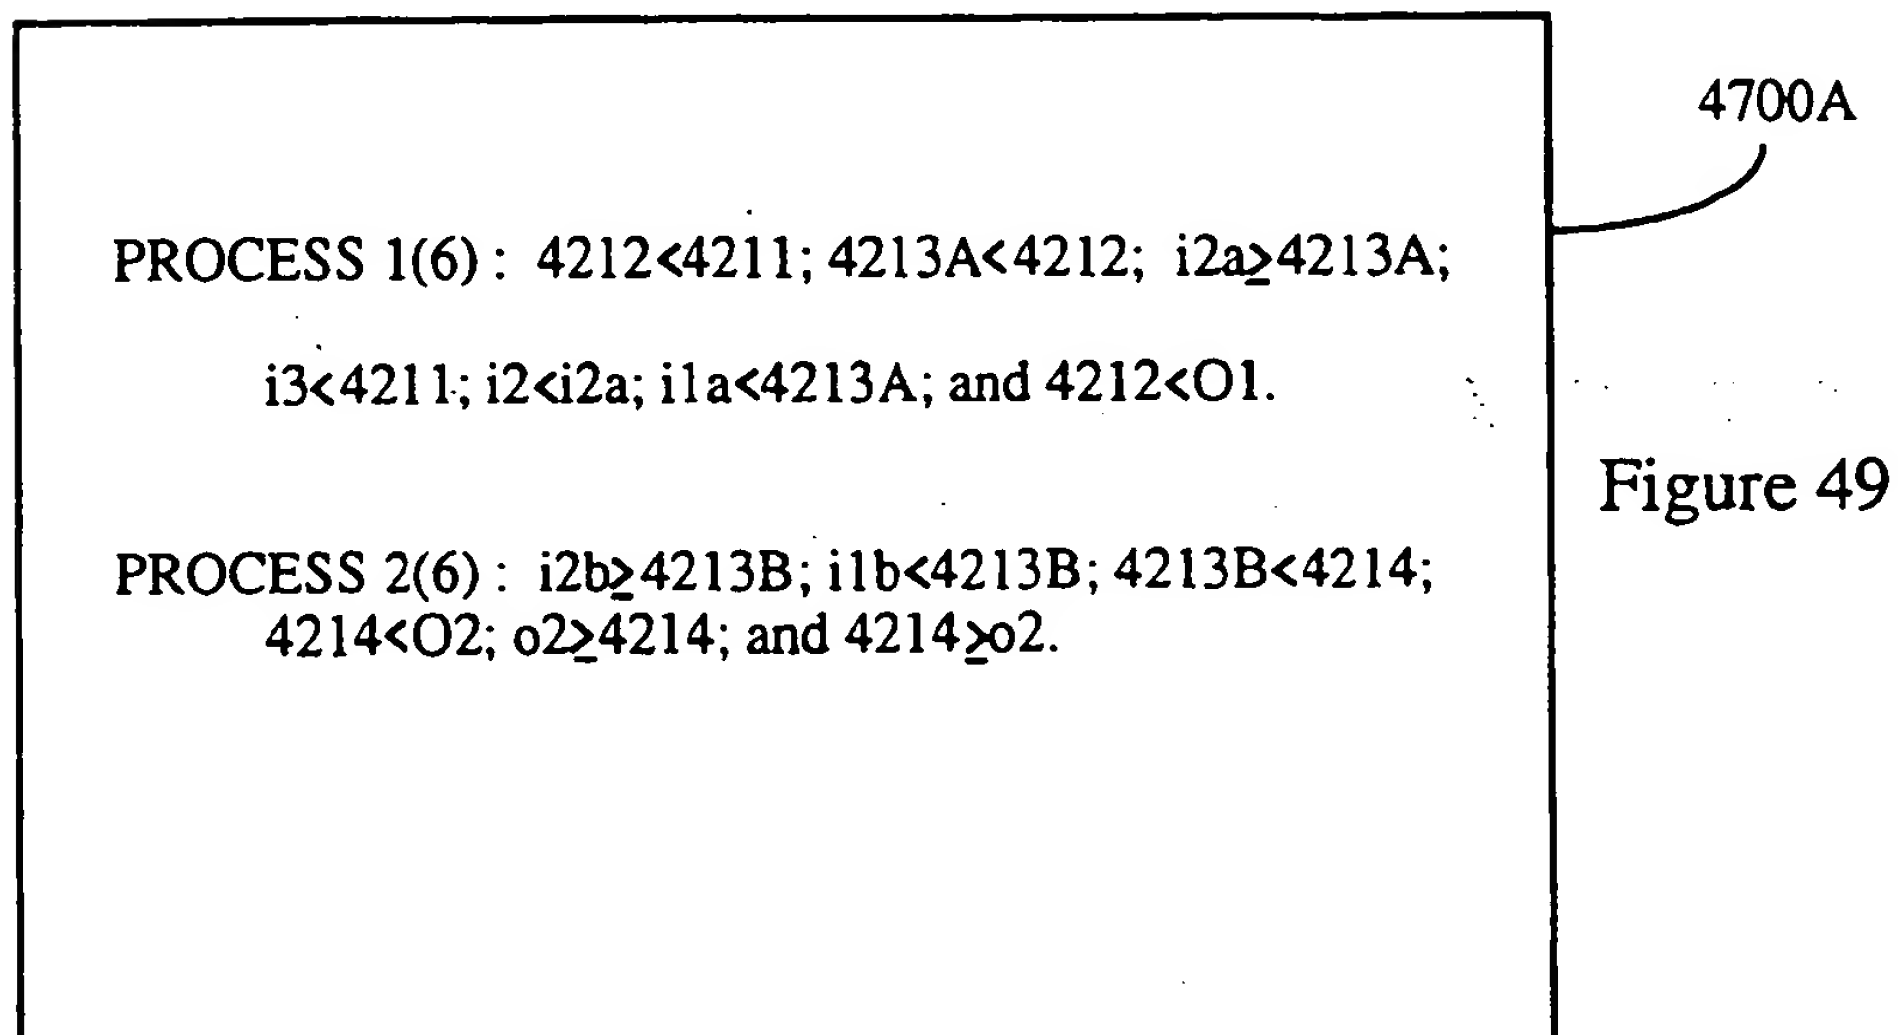 4700A
PROCESS 1(6) : 4212<4211; 4213A<4212; i2a≥4213A;
i3<4211; i2<i2a; i1a<4213A; and 4212<O1.
Figure 49
PROCESS 2(6) : i2b≥4213B; i1b<4213B; 4213B<4214;
4214<O2; o2≥4214; and 4214≥o2.